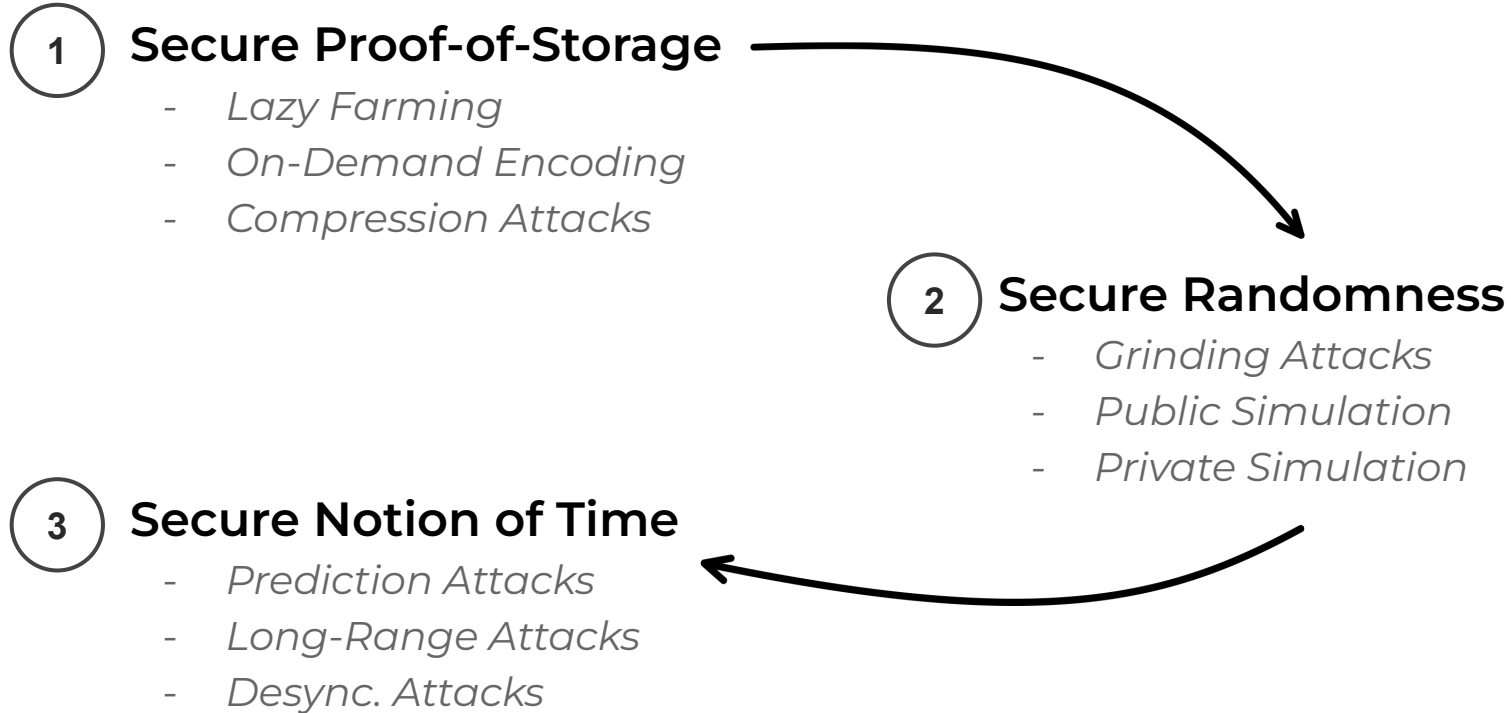 1 Secure Proof-of-Storage
- Lazy Farming
- On-Demand Encoding
- Compression Attacks
2 Secure Randomness
- Grinding Attacks
- Public Simulation
- Private Simulation
3 Secure Notion of Time
- Prediction Attacks
- Long-Range Attacks
- Desync. Attacks